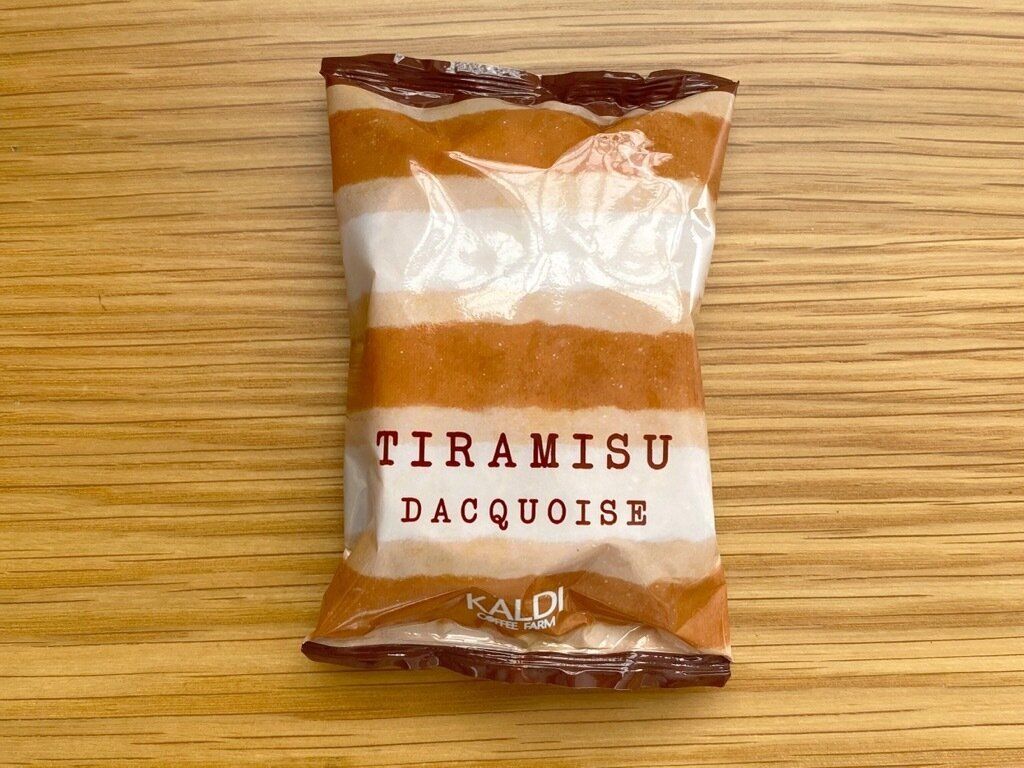 TIRAMISU
DACQUOISE
KALDI
COFFEE FARM